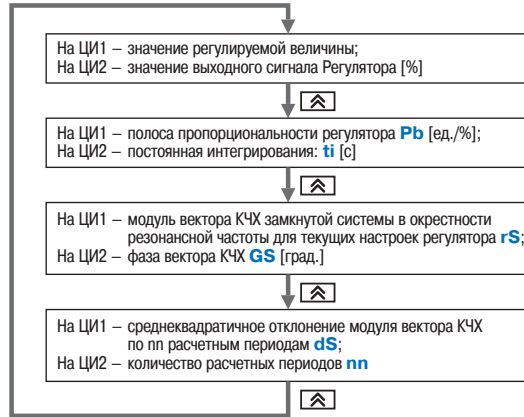 На ЦИ1 – значение регулируемой величины;
На ЦИ2 – значение выходного сигнала Регулятора [%]
На ЦИ1 – полоса пропорциональности регулятора Pb [ед./%];
На ЦИ2 – постоянная интегрирования: ti [с]
На ЦИ1 – модуль вектора КЧХ замкнутой системы в окрестности
резонансной частоты для текущих настроек регулятора rS;
На ЦИ2 – фаза вектора КЧХ GS [град.]
На ЦИ1 – среднеквадратичное отклонение модуля вектора КЧХ
по nn расчетным периодам dS;
На ЦИ2 – количество расчетных периодов nn